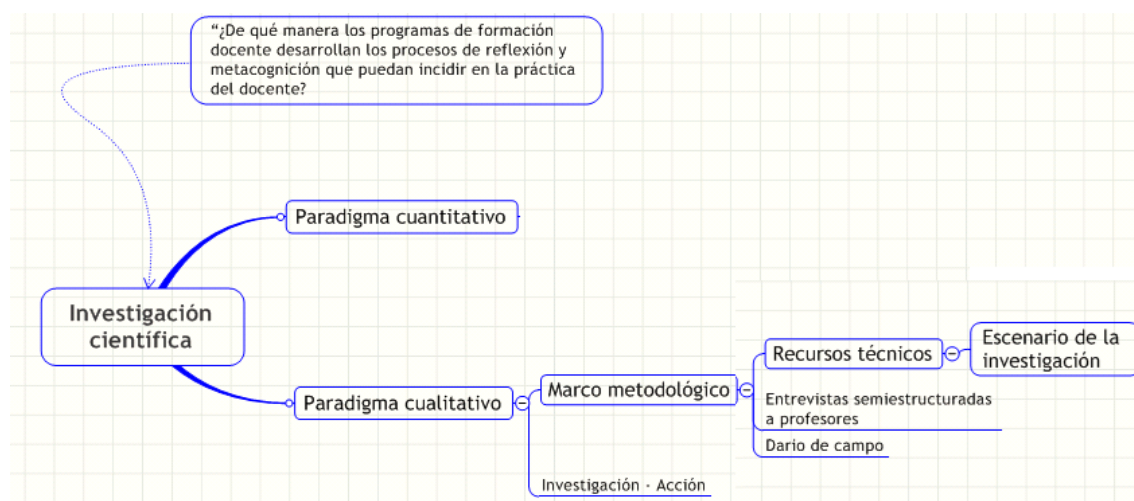 “¿De qué manera los programas de formación
docente desarrollan los procesos de reflexión y
metacognición que puedan incidir en la práctica
del docente?
Paradigma cuantitativo
Investigación
científica
Paradigma cualitativo
Marco metodológico
Investigación - Acción
Recursos técnicos
Entrevistas semiestructuradas
a profesores
Dario de campo
Escenario de la
investigación